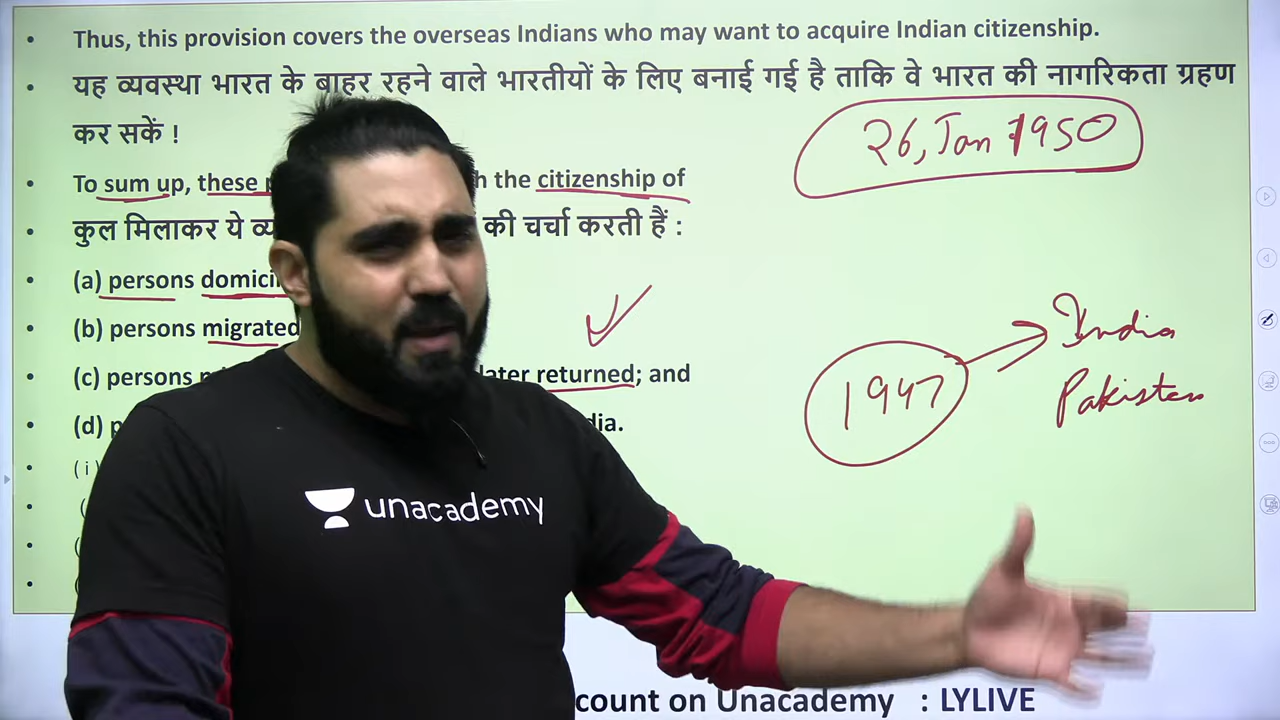 Thus, this provision covers the overseas Indians who may want to acquire Indian citizenship.
यह व्यवस्था भारत के बाहर रहने वाले भारतीयों के लिए बनाई गई है ताकि वे भारत की नागरिकता ग्रहण
कर सकें !
26, Jan 1950
To sum up, these h the citizenship of
कुल मिलाकर ये व्य की चर्चा करती हैं :
(a) persons domici
(b) persons migrated
(c) persons later returned; and
(d) p dia.
( i )
1947
India
Pakistan
unacademy
count on Unacademy : LYLIVE